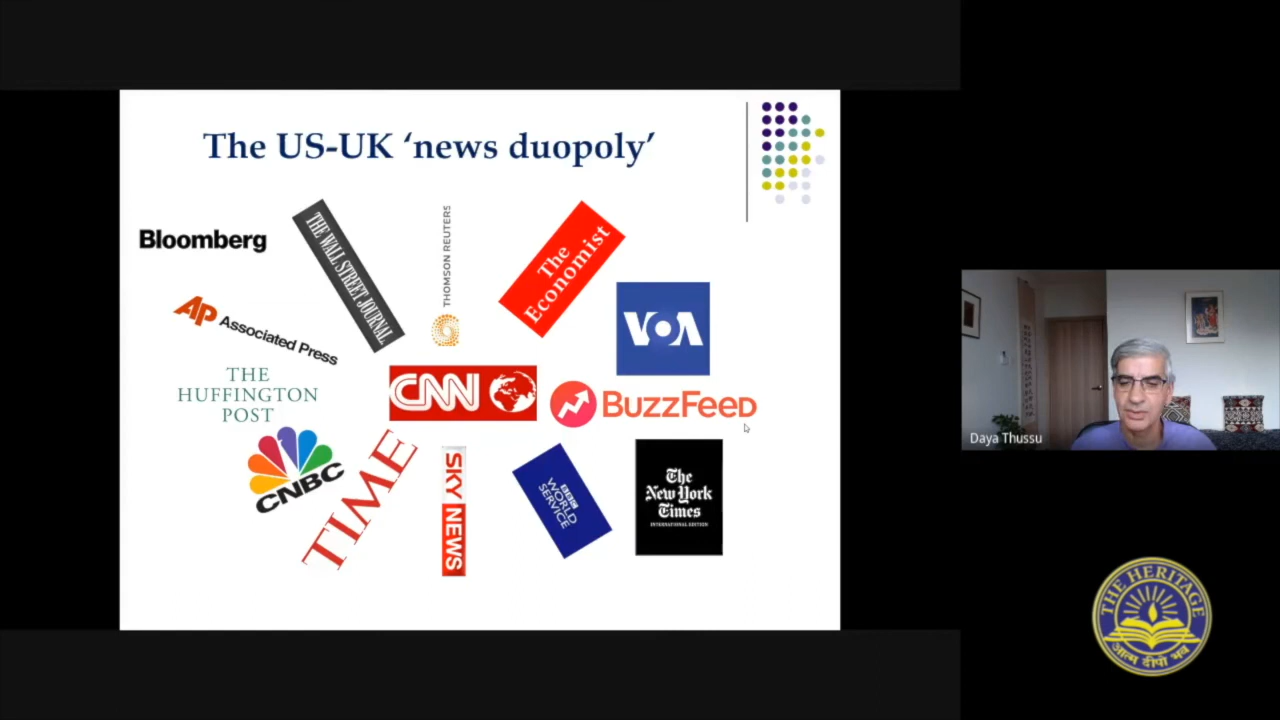 The US-UK ‘news duopoly’
Bloomberg
THE WALL STREET JOURNAL
THOMSON REUTERS
The
Economist
VOA
AP Associated Press
THE
HUFFINGTON
POST
CNN
BuzzFeed
CNBC
TIME
SKY NEWS
BBC
WORLD
SERVICE
The
New York
Times
INTERNATIONAL EDITION
Daya Thussu
THE HERITAGE
आत्म दीपो भव